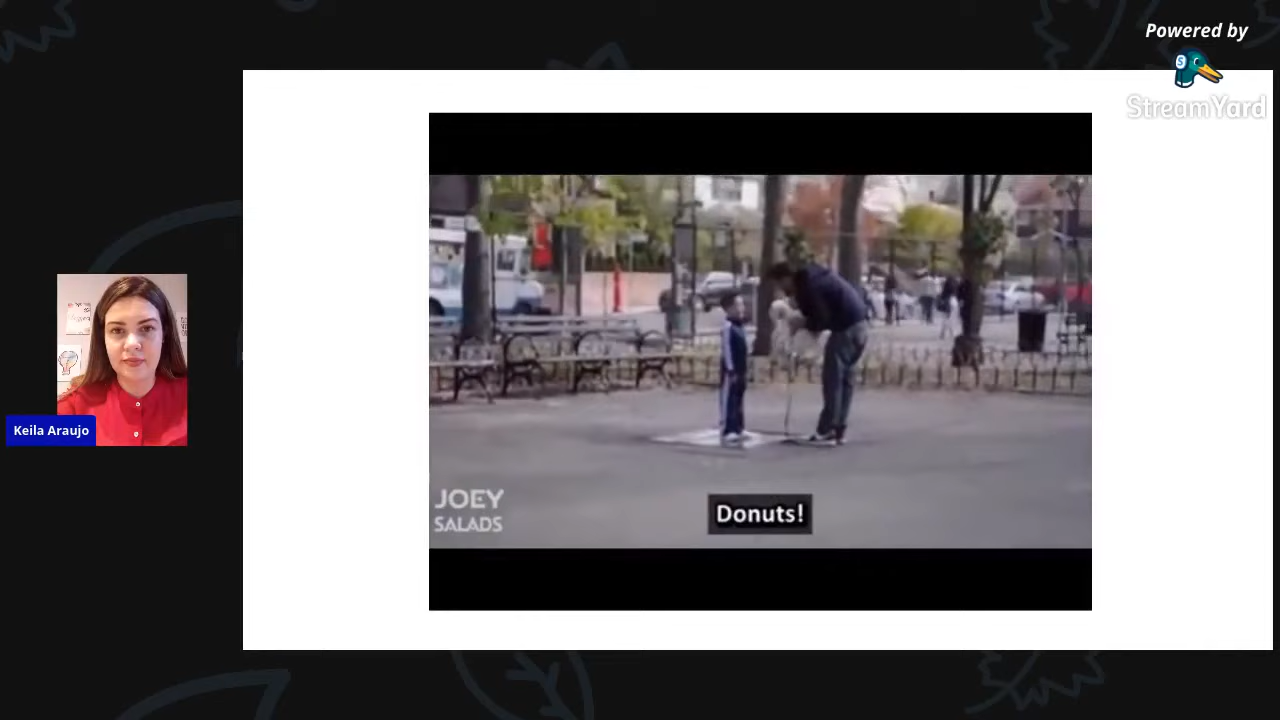 Powered by
StreamYard
Keila Araujo
JOEY
SALADS
Donuts!